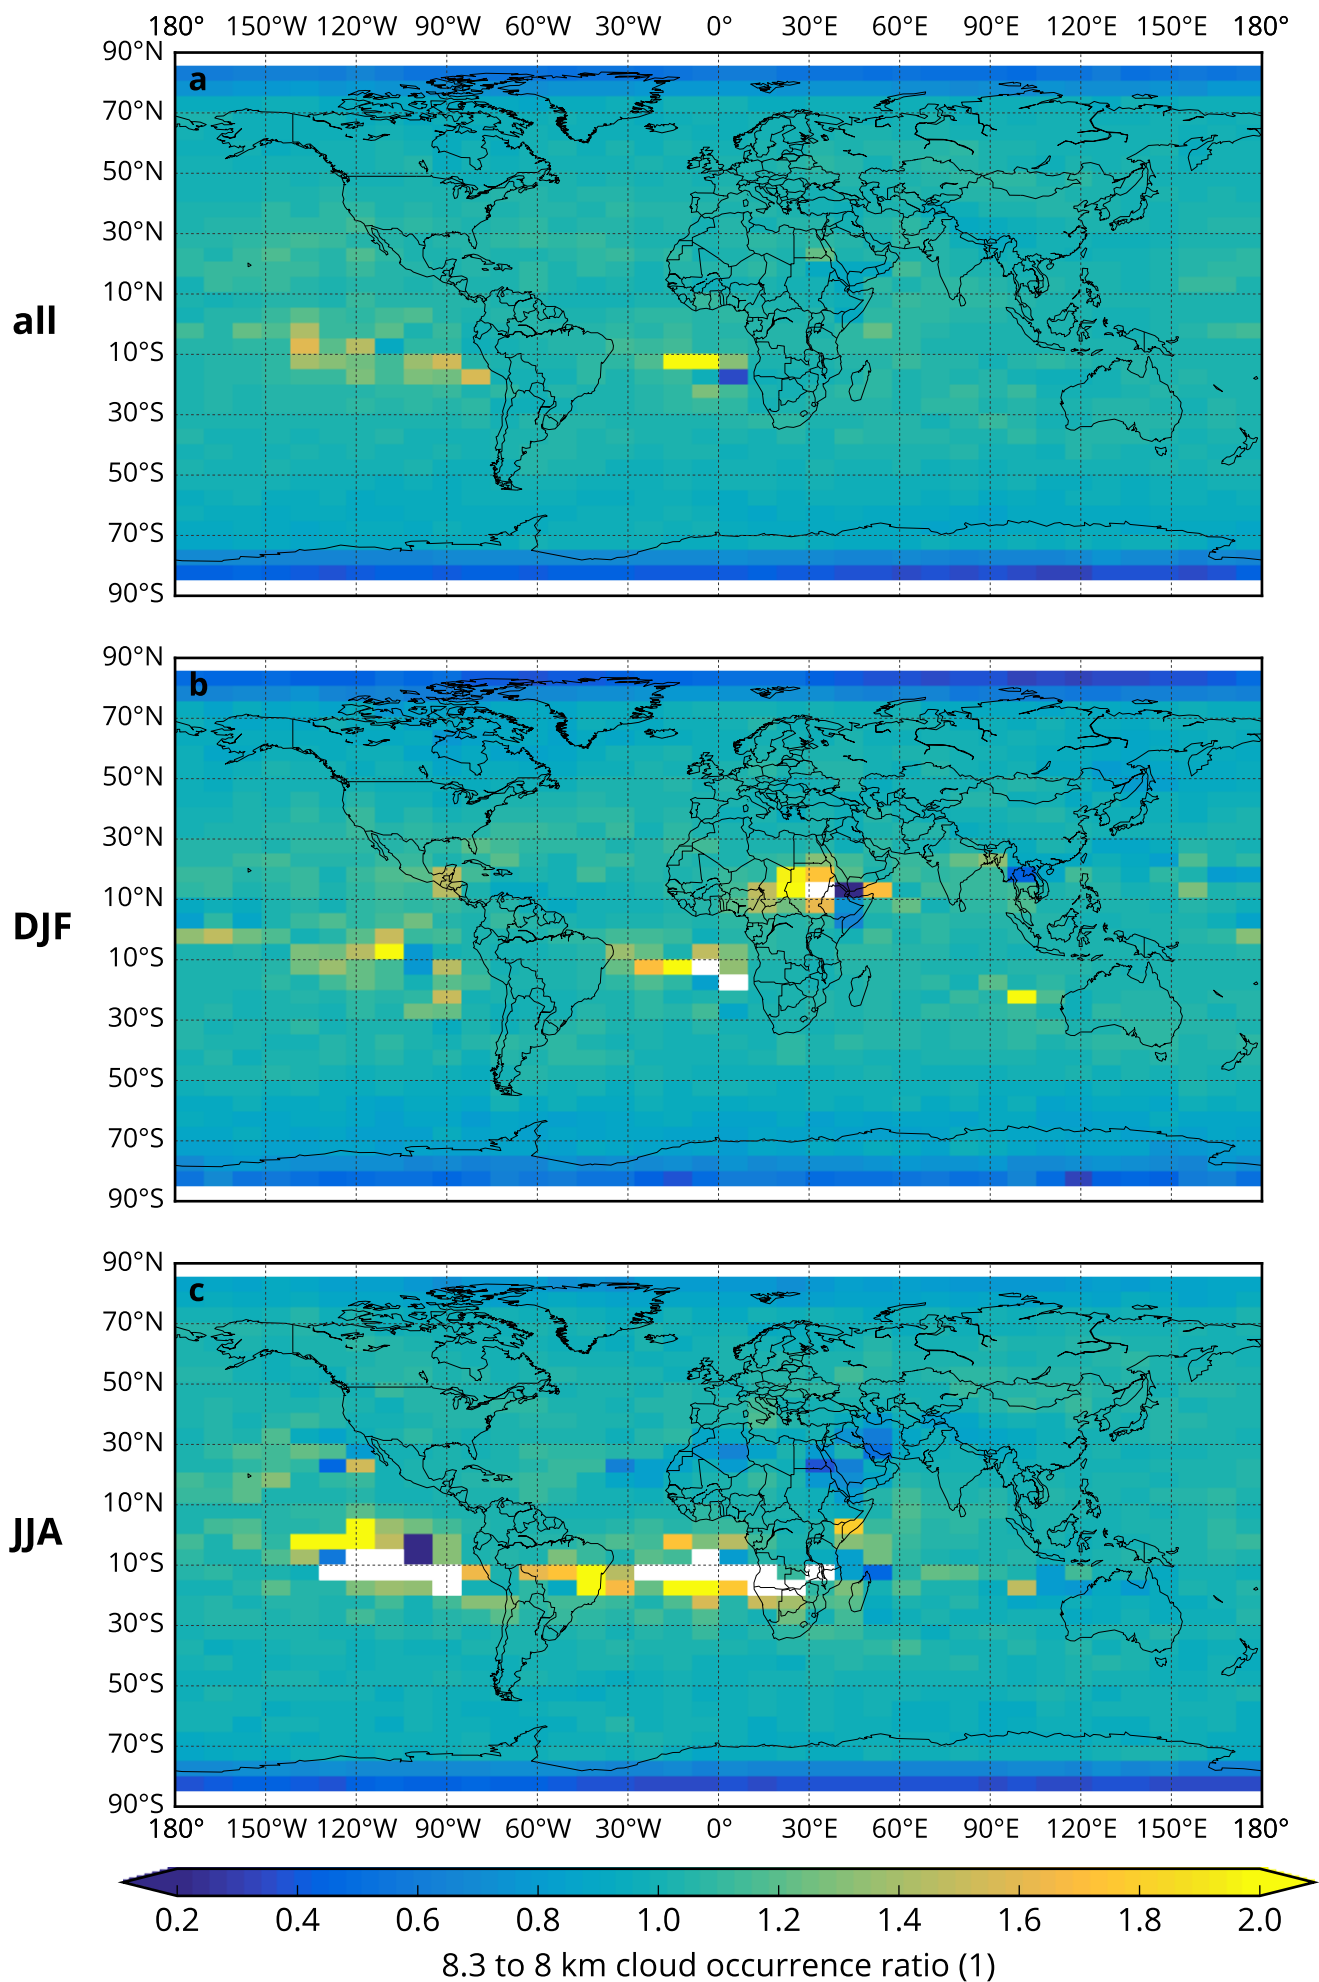 180° 150°W 120°W 90°W 60°W 30°W 0° 30°E 60°E 90°E 120°E 150°E 180°
90°N
a
70°N
50°N
30°N
10°N
all
10°S
30°S
50°S
70°S
90°S
90°N
b
70°N
50°N
30°N
10°N
DJF
10°S
30°S
50°S
70°S
90°S
90°N
c
70°N
50°N
30°N
10°N
JJA
10°S
30°S
50°S
70°S
90°S
180° 150°W 120°W 90°W 60°W 30°W 0° 30°E 60°E 90°E 120°E 150°E 180°
0.2 0.4 0.6 0.8 1.0 1.2 1.4 1.6 1.8 2.0
8.3 to 8 km cloud occurrence ratio (1)